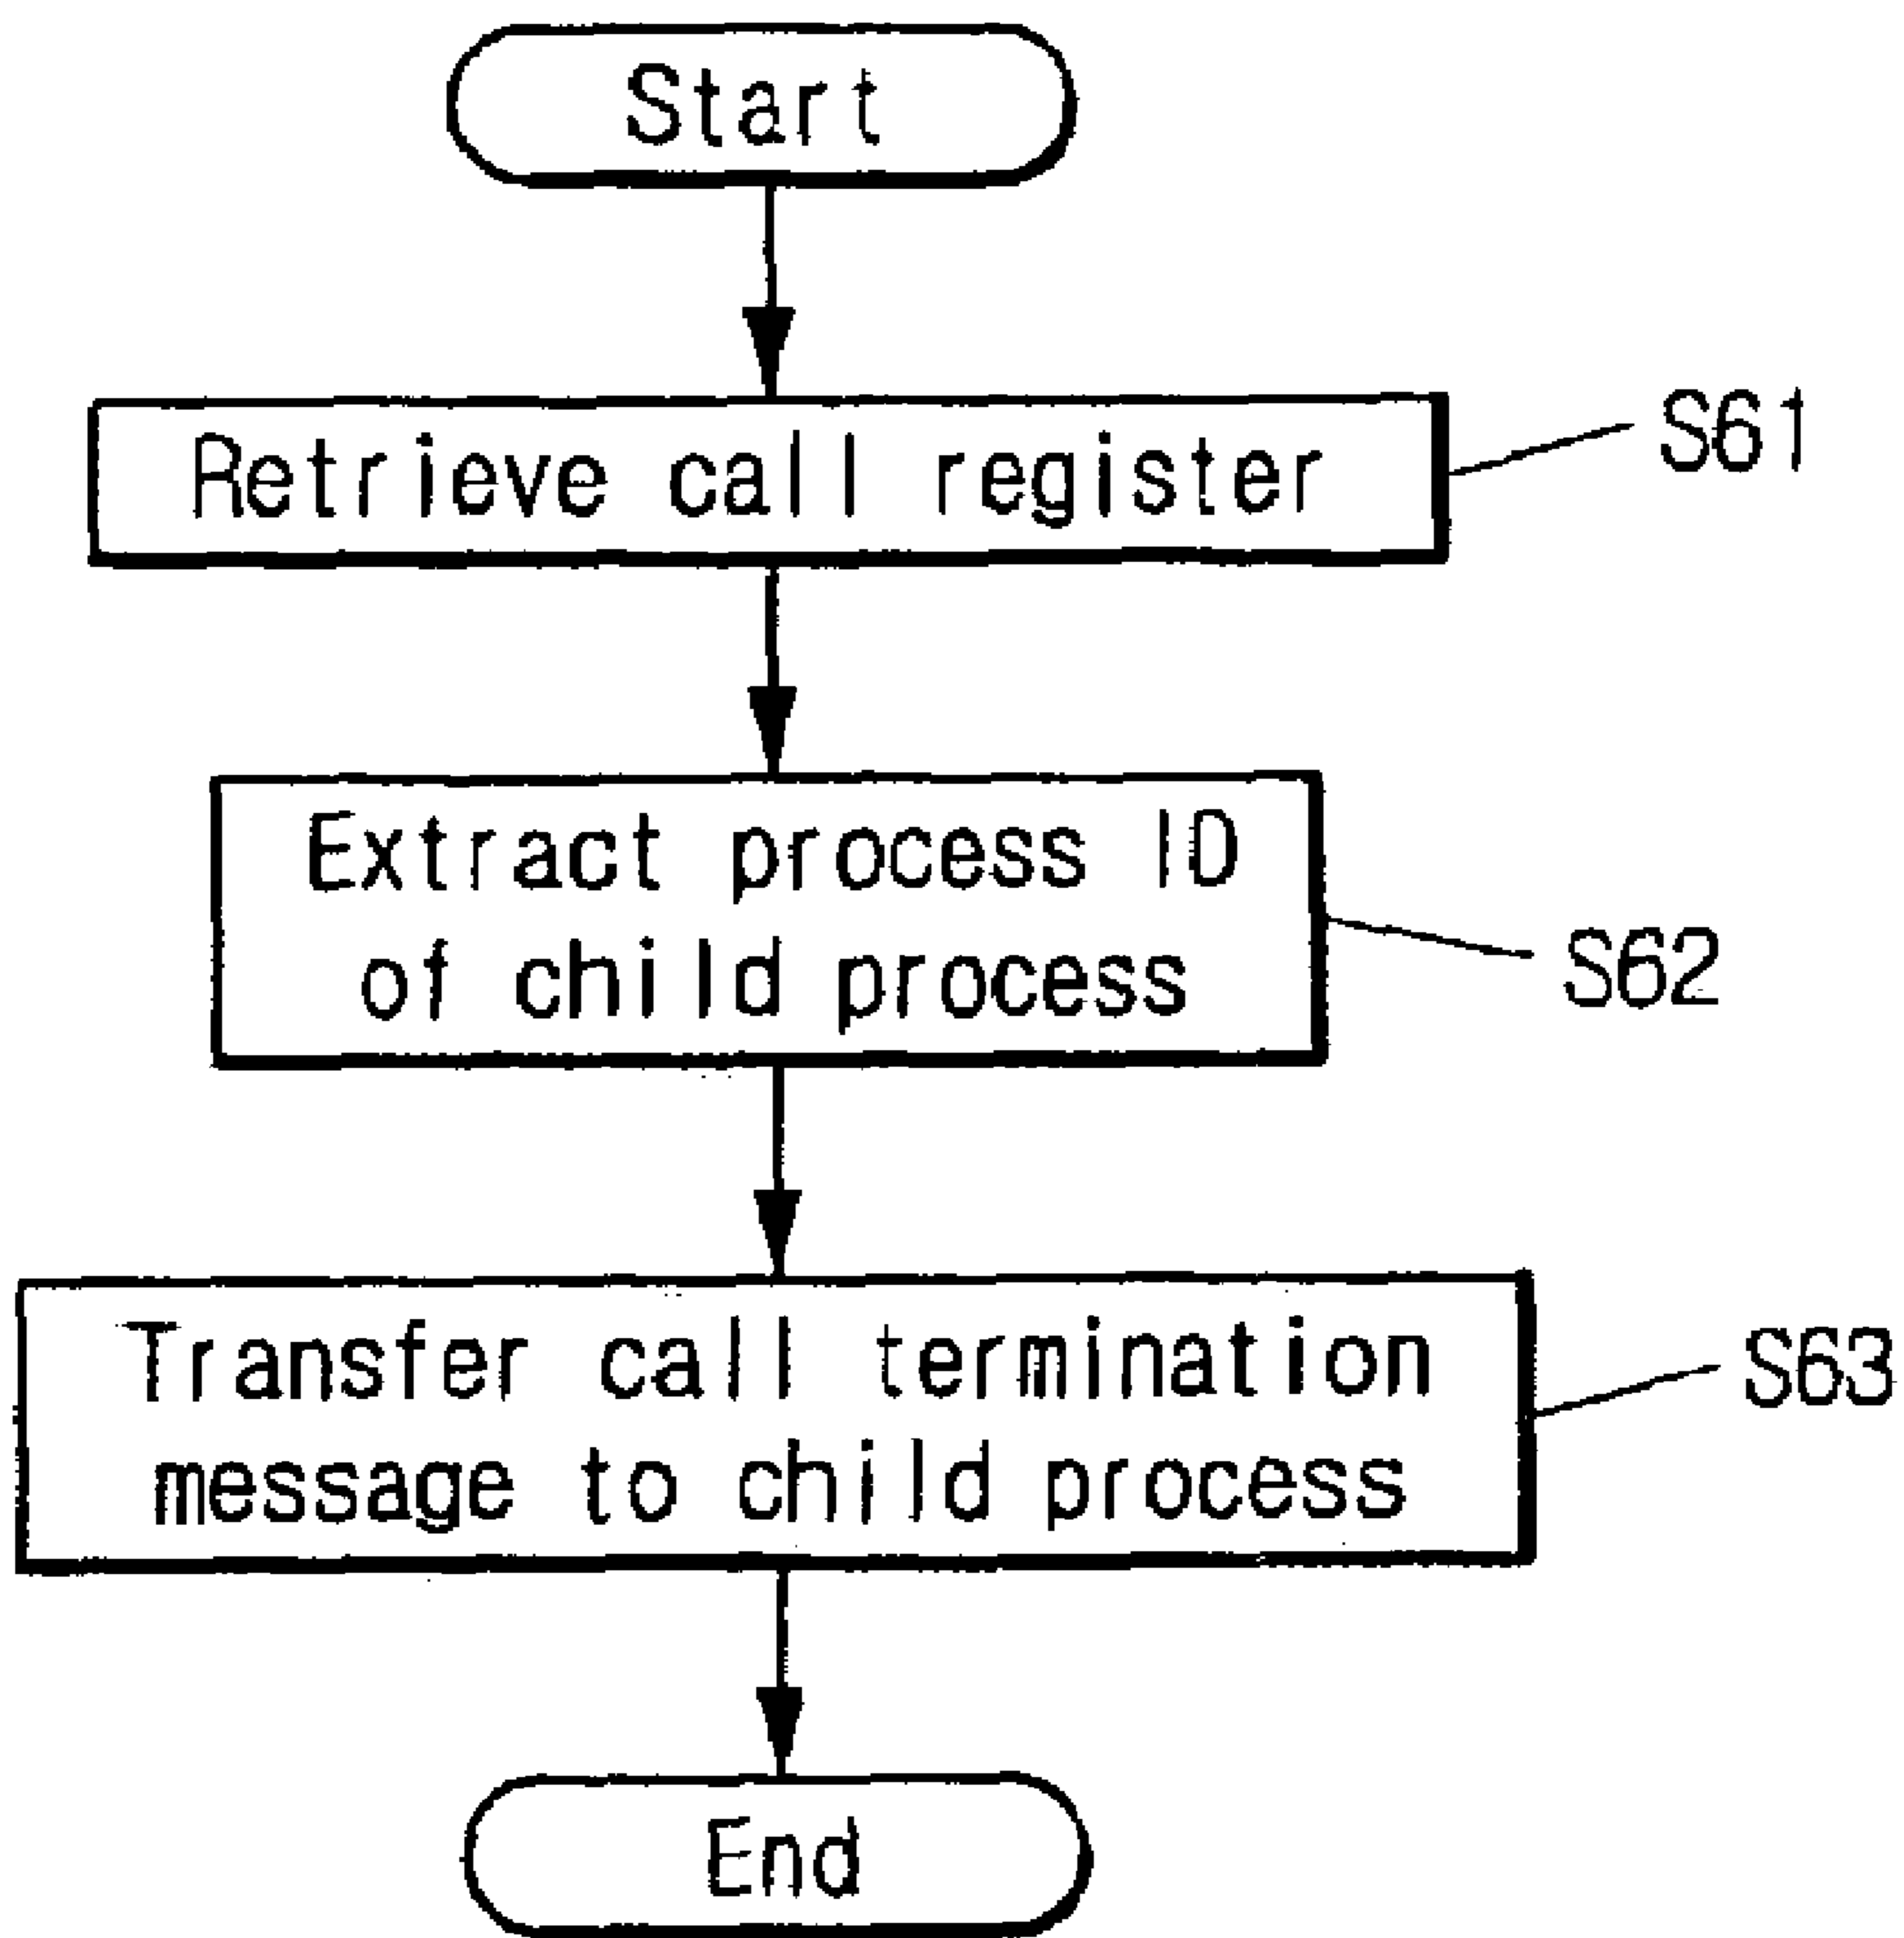 Start
Retrieve call register
S61
Extract process ID
of child process
S62
Transfer call termination
message to child process
S63
End